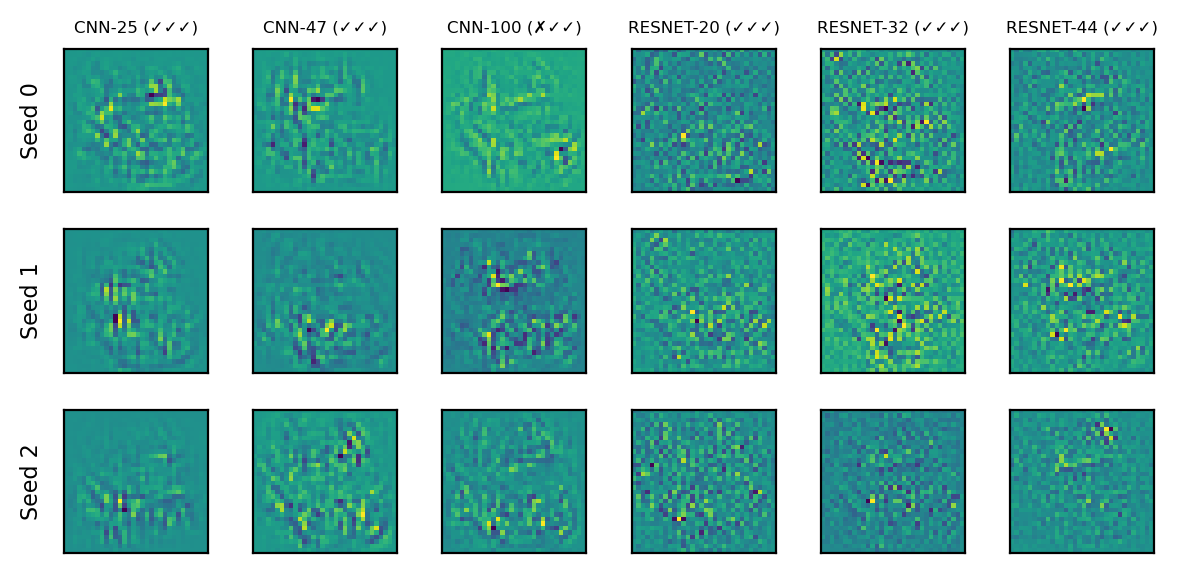 CNN-25 (✓✓✓) CNN-47 (✓✓✓) CNN-100 (✗✓✓) RESNET-20 (✓✓✓) RESNET-32 (✓✓✓) RESNET-44 (✓✓✓)
Seed 0
Seed 1
Seed 2